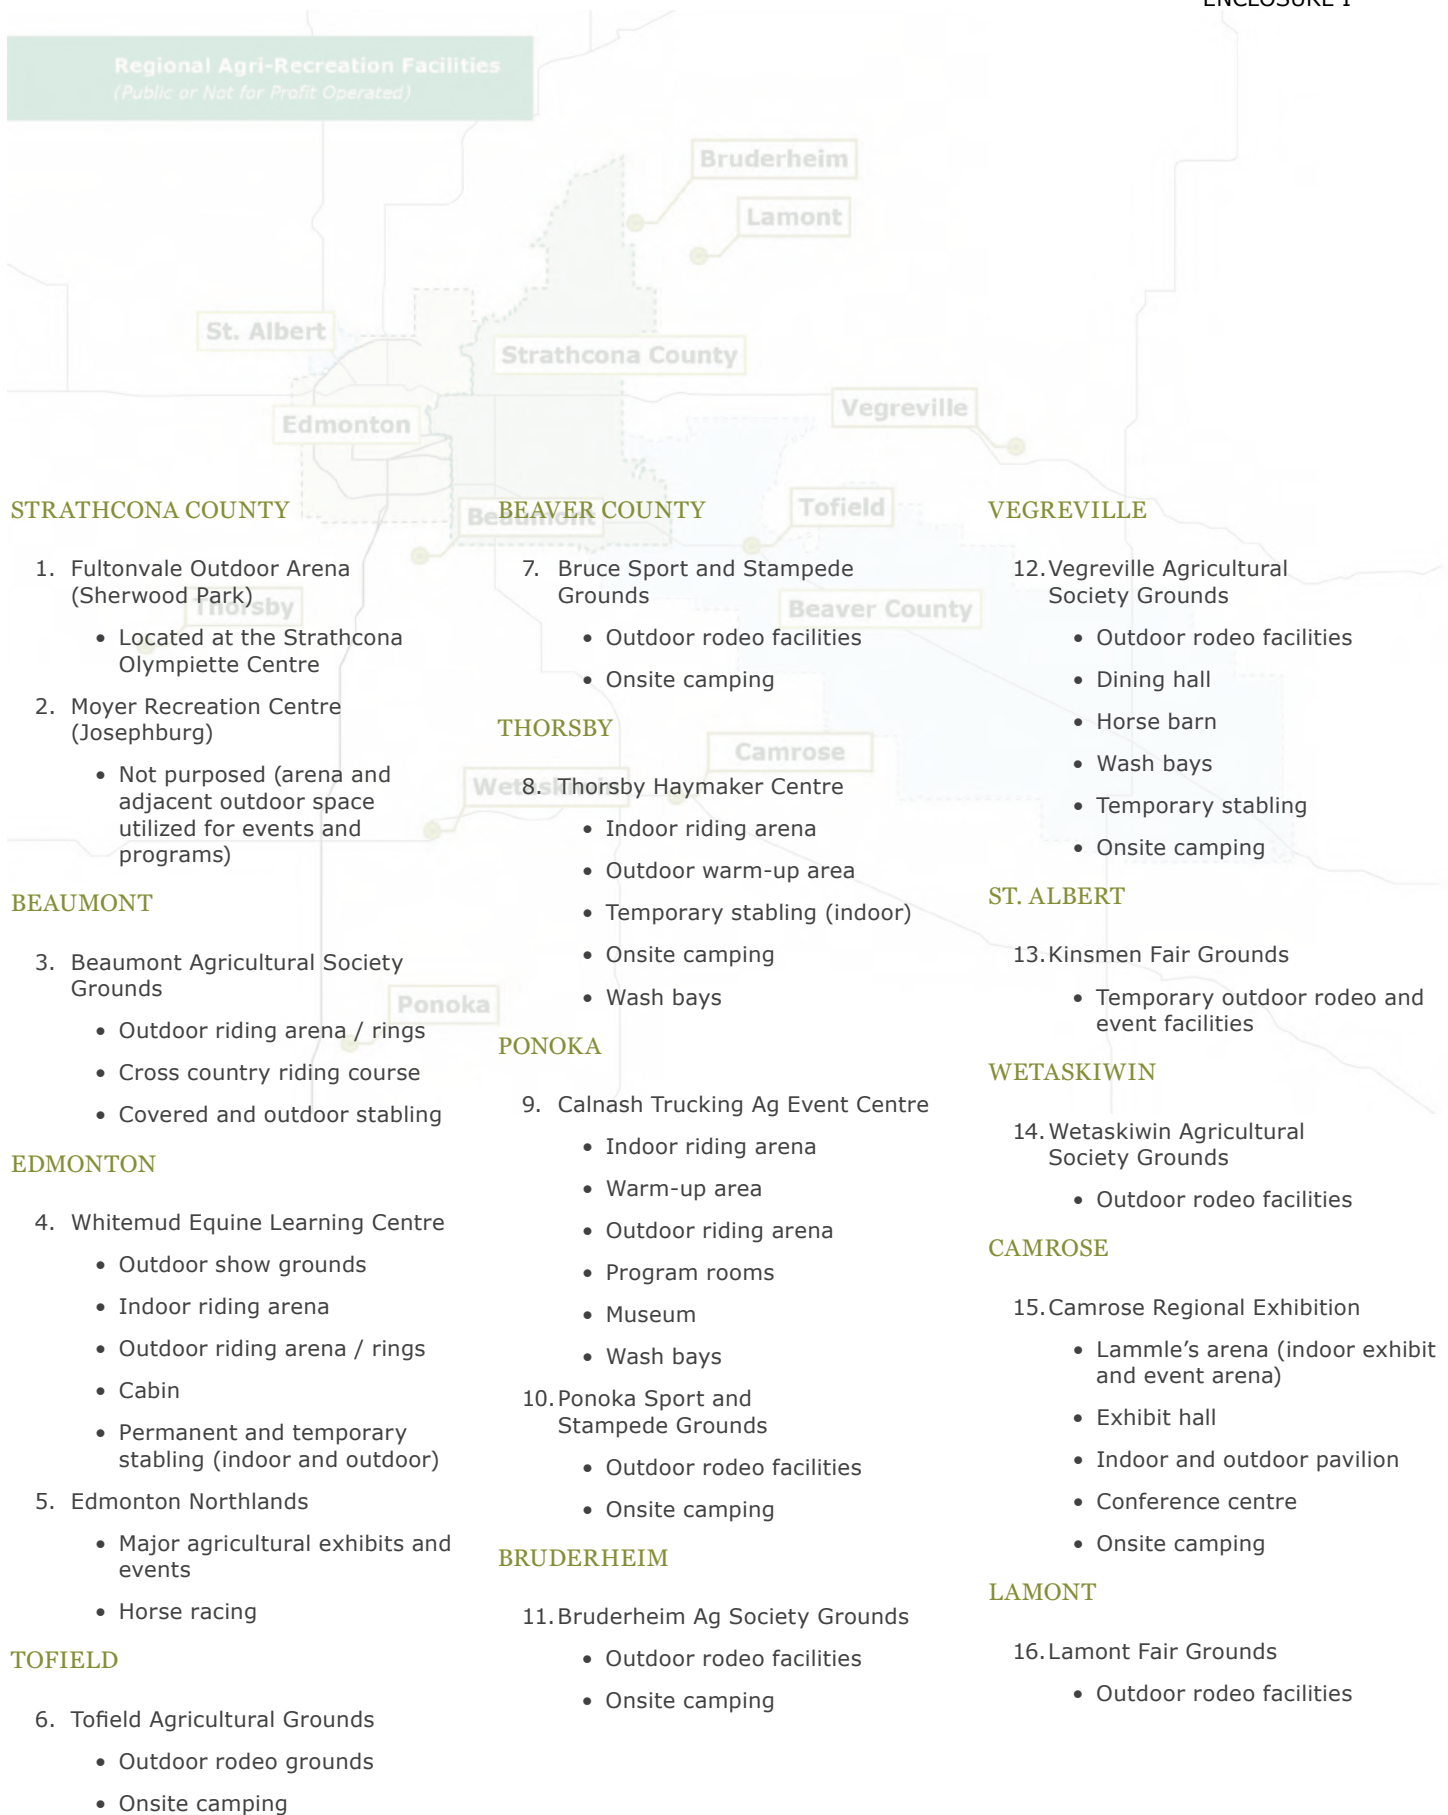 ENCLOSURE I
Regional Agri-Recreation Facilities
(Public or Not for Profit Operated)
Bruderheim
Lamont
St. Albert
Strathcona County
Edmonton
Vegreville
Beaumont
Tofield
Thorsby
Beaver County
Camrose
Wetaskiwin
Ponoka
STRATHCONA COUNTY
1. Fultonvale Outdoor Arena
(Sherwood Park)
• Located at the Strathcona
Olympiette Centre
2. Moyer Recreation Centre
(Josephburg)
• Not purposed (arena and
adjacent outdoor space
utilized for events and
programs)
BEAUMONT
3. Beaumont Agricultural Society
Grounds
• Outdoor riding arena / rings
• Cross country riding course
• Covered and outdoor stabling
EDMONTON
4. Whitemud Equine Learning Centre
• Outdoor show grounds
• Indoor riding arena
• Outdoor riding arena / rings
• Cabin
• Permanent and temporary
stabling (indoor and outdoor)
5. Edmonton Northlands
• Major agricultural exhibits and
events
• Horse racing
TOFIELD
6. Tofield Agricultural Grounds
• Outdoor rodeo grounds
• Onsite camping
BEAVER COUNTY
7. Bruce Sport and Stampede
Grounds
• Outdoor rodeo facilities
• Onsite camping
THORSBY
8. Thorsby Haymaker Centre
• Indoor riding arena
• Outdoor warm-up area
• Temporary stabling (indoor)
• Onsite camping
• Wash bays
PONOKA
9. Calnash Trucking Ag Event Centre
• Indoor riding arena
• Warm-up area
• Outdoor riding arena
• Program rooms
• Museum
• Wash bays
10. Ponoka Sport and
Stampede Grounds
• Outdoor rodeo facilities
• Onsite camping
BRUDERHEIM
11. Bruderheim Ag Society Grounds
• Outdoor rodeo facilities
• Onsite camping
VEGREVILLE
12. Vegreville Agricultural
Society Grounds
• Outdoor rodeo facilities
• Dining hall
• Horse barn
• Wash bays
• Temporary stabling
• Onsite camping
ST. ALBERT
13. Kinsmen Fair Grounds
• Temporary outdoor rodeo and
event facilities
WETASKIWIN
14. Wetaskiwin Agricultural
Society Grounds
• Outdoor rodeo facilities
CAMROSE
15. Camrose Regional Exhibition
• Lammle's arena (indoor exhibit
and event arena)
• Exhibit hall
• Indoor and outdoor pavilion
• Conference centre
• Onsite camping
LAMONT
16. Lamont Fair Grounds
• Outdoor rodeo facilities